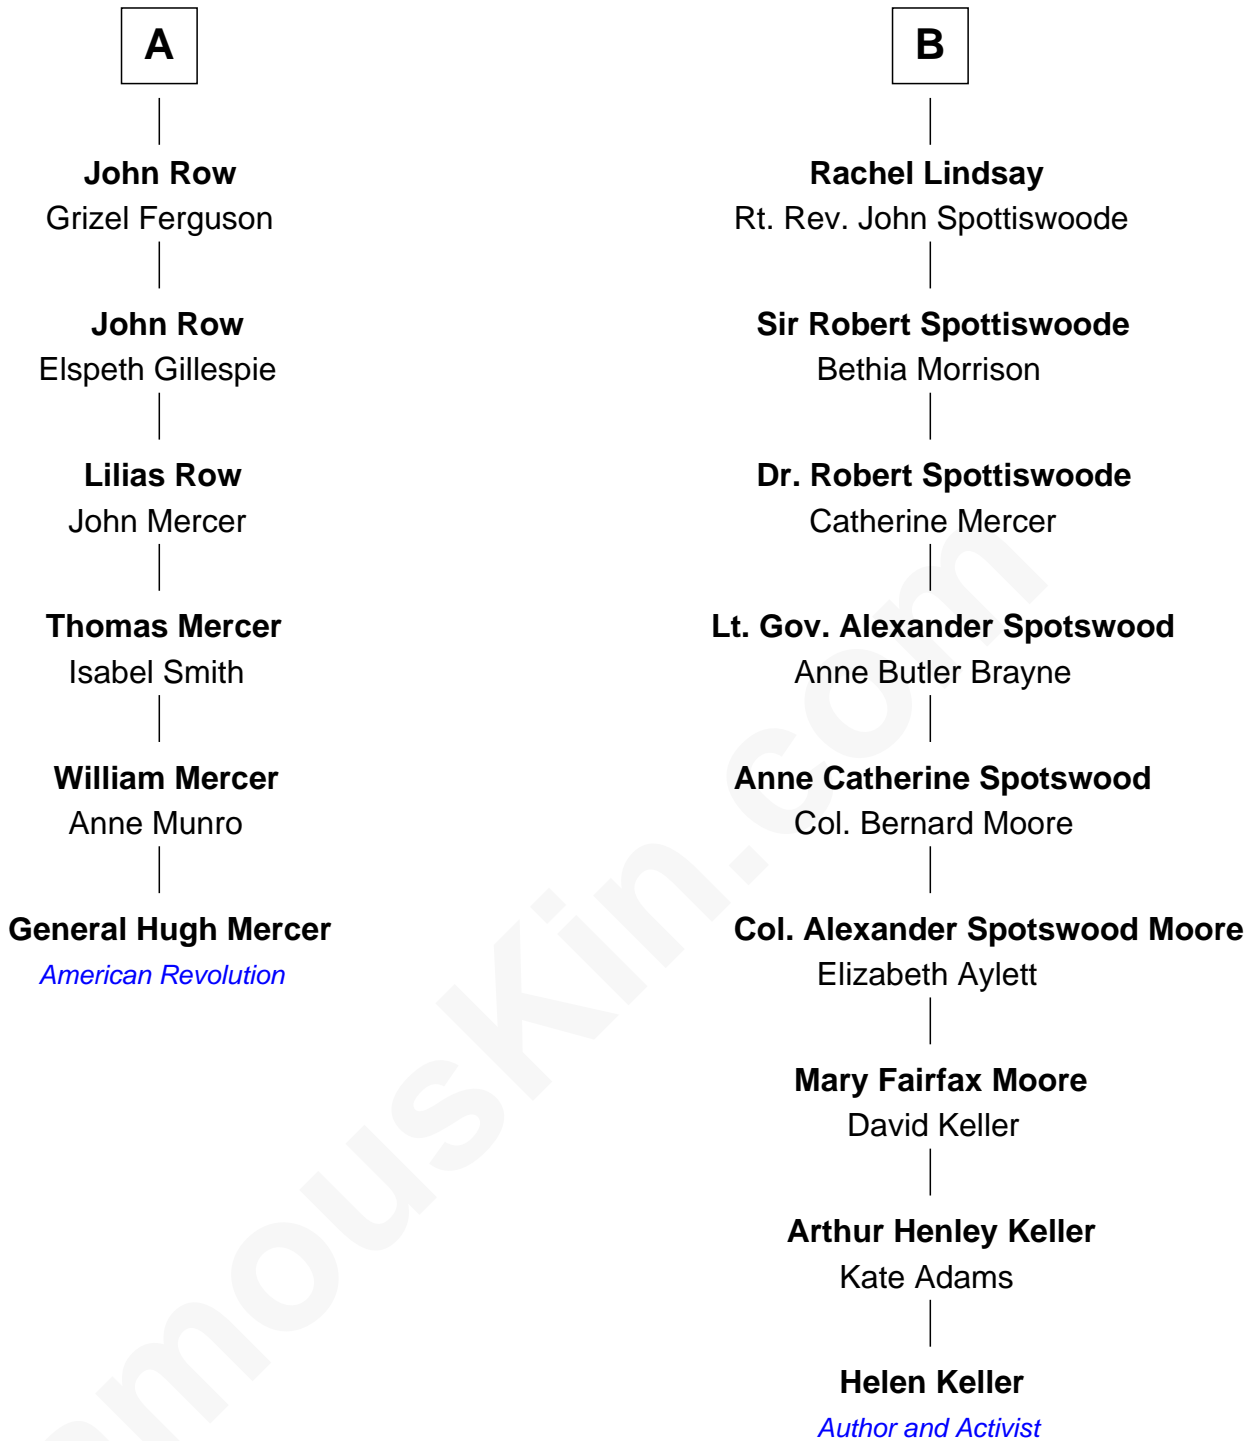 A
John Row
Grizel Ferguson
John Row
Elspeth Gillespie
Lilias Row
John Mercer
Thomas Mercer
Isabel Smith
William Mercer
Anne Munro
General Hugh Mercer
American Revolution
B
Rachel Lindsay
Rt. Rev. John Spottiswoode
Sir Robert Spottiswoode
Bethia Morrison
Dr. Robert Spottiswoode
Catherine Mercer
Lt. Gov. Alexander Spotswood
Anne Butler Brayne
Anne Catherine Spotswood
Col. Bernard Moore
Col. Alexander Spotswood Moore
Elizabeth Aylett
Mary Fairfax Moore
David Keller
Arthur Henley Keller
Kate Adams
Helen Keller
Author and Activist
amouskin.com